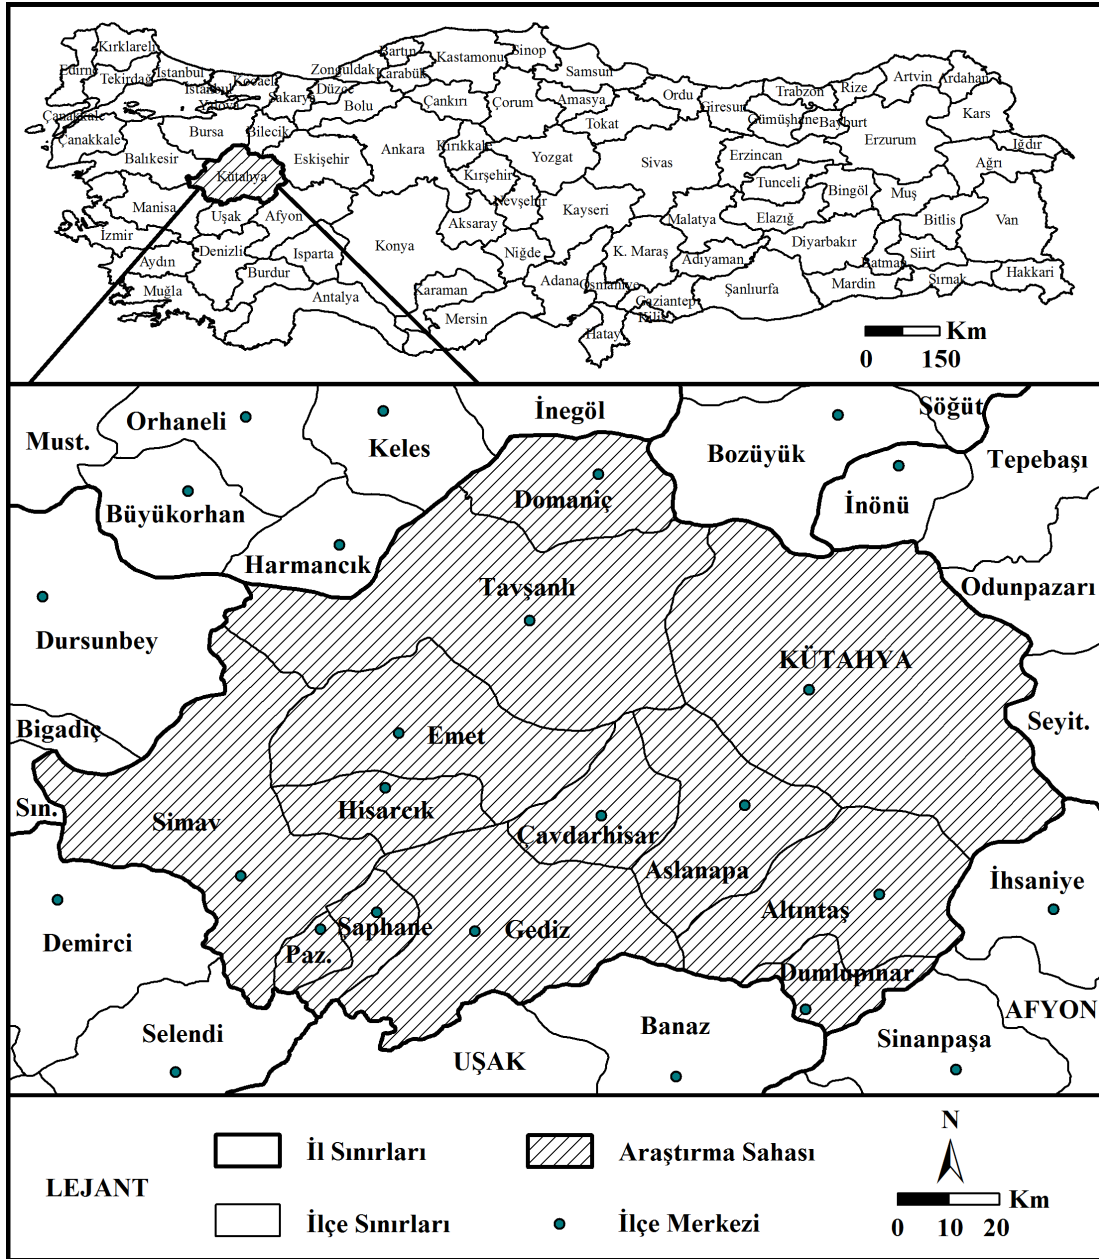 Kırklareli
Edirne
Tekirdağ
İstanbul
İstanbul
Kocaeli
Yalova
Sakarya
Düzce
Zonguldak
Bartın
Karabük
Kastamonu
Sinop
Samsun
Ordu
Giresun
Trabzon
Rize
Artvin
Ardahan
Çanakkale
Çanakkale
Bursa
Bilecik
Bolu
Çankırı
Çorum
Amasya
Tokat
Gümüşhane
Bayburt
Erzurum
Kars
Iğdır
Ağrı
Balıkesir
Kütahya
Eskişehir
Ankara
Kırıkkale
Kırşehir
Yozgat
Sivas
Erzincan
Tunceli
Bingöl
Muş
Bitlis
Van
Manisa
Uşak
Afyon
Aksaray
Nevşehir
Kayseri
Malatya
Elazığ
Diyarbakır
Batman
Siirt
Şırnak
Hakkari
İzmir
Aydın
Denizli
Isparta
Burdur
Konya
Niğde
K. Maraş
Adıyaman
Şanlıurfa
Mardin
Muğla
Antalya
Karaman
Mersin
Adana
Osmaniye
Gaziantep
Kilis
Hatay
Km
0 150
Orhaneli
Must.
Keles
İnegöl
Bozüyük
Söğüt
Tepebaşı
Büyükorhan
Domaniç
İnönü
Harmancık
Tavşanlı
Odunpazarı
Dursunbey
KÜTAHYA
Bigadiç
Emet
Seyit.
Sın.
Simav
Hisarcık
Çavdarhisar
Aslanapa
İhsaniye
Altıntaş
Demirci
Şaphane
Gediz
Paz.
Dumlupınar
AFYON
Selendi
UŞAK
Banaz
Sinanpaşa
LEJANT
İl Sınırları
Araştırma Sahası
İlçe Sınırları
İlçe Merkezi
N
Km
0 10 20